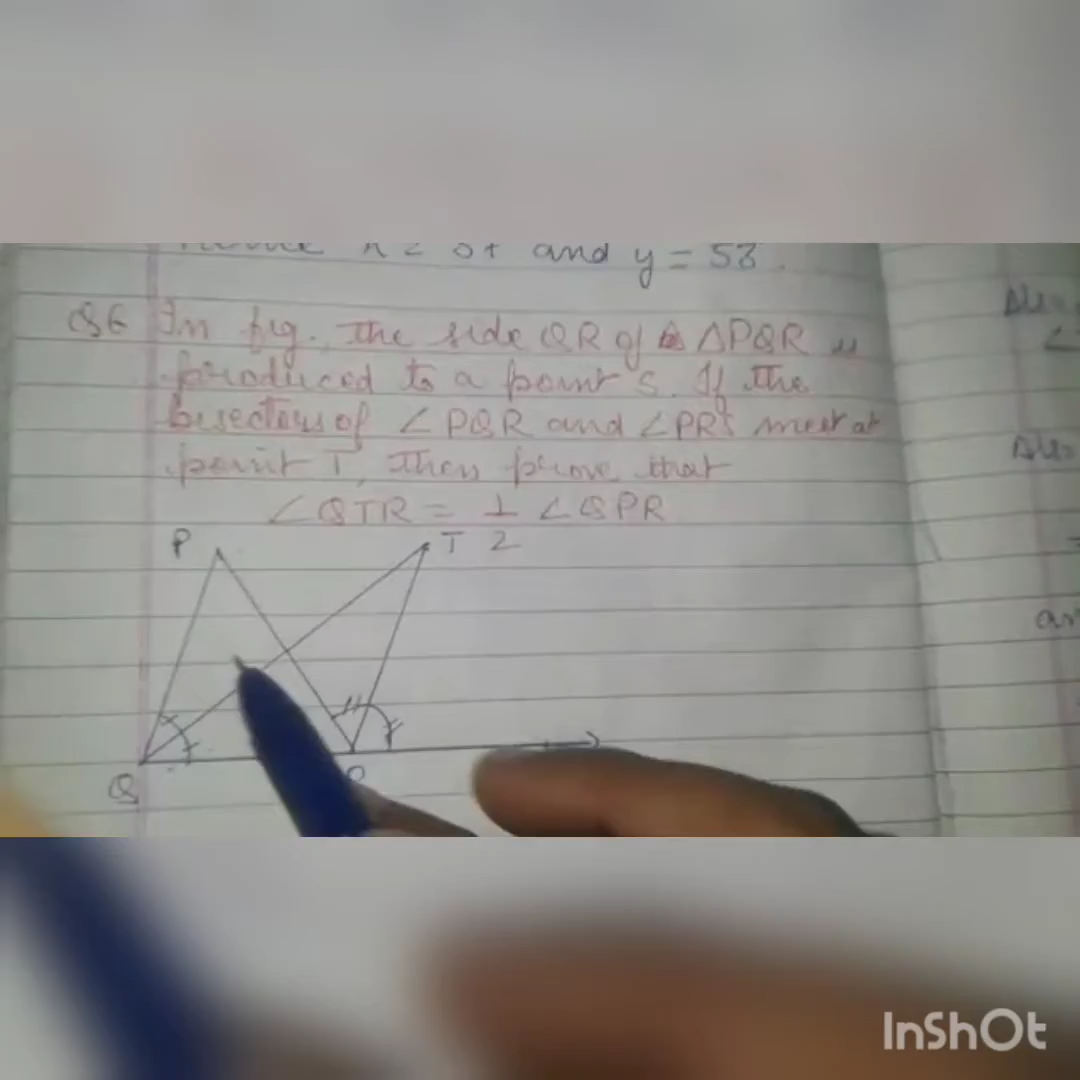 and y = 58.
Q6 In fig. The side QR of ΔPQR is
produced to a point S. If the
bisectors of ∠PQR and ∠PRS meet at
point T, then prove that
∠QTR = 1/2 ∠QPR
P
T
Q
R
InShOt